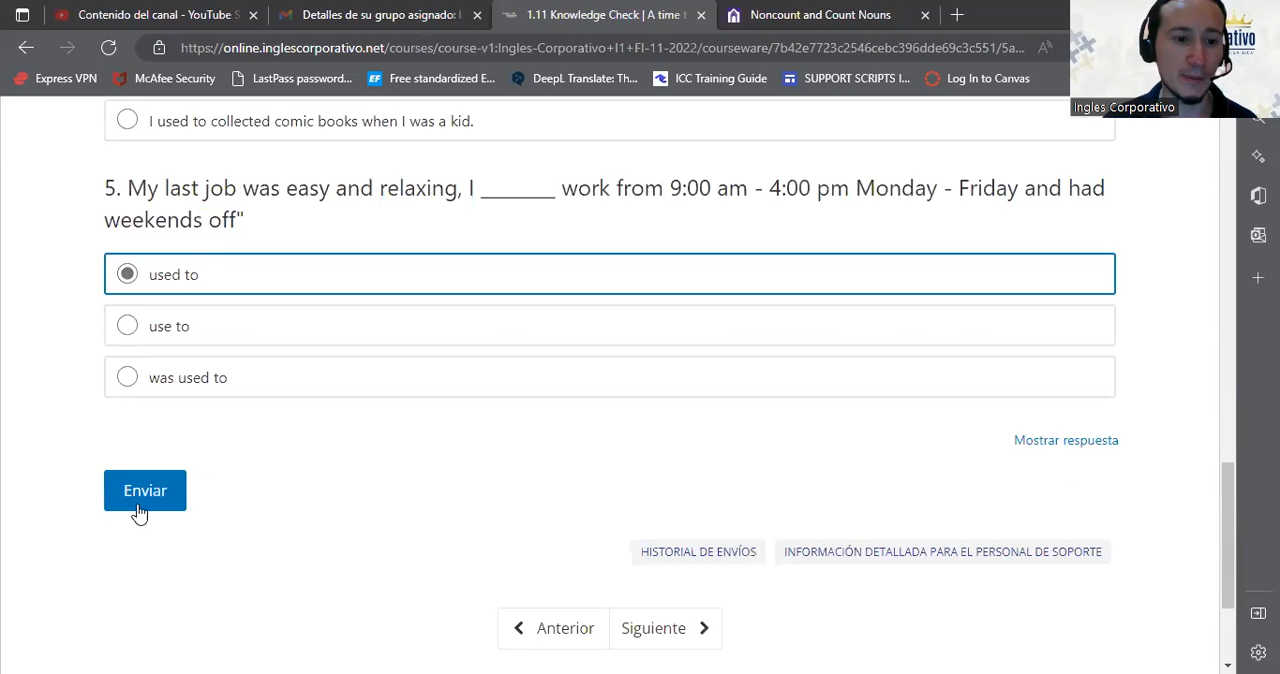 Contenido del canal - YouTube S
Detalles de su grupo asignado: I
1.11 Knowledge Check | A time t
Noncount and Count Nouns
https://online.inglescorporativo.net/courses/course-v1:Ingles-Corporativo+I1+FI-11-2022/courseware/7b42e7723c2546cebc396dde69c3c551/5a...
Express VPN
McAfee Security
LastPass password...
EF Free standardized E...
DeepL Translate: Th...
ICC Training Guide
SUPPORT SCRIPTS I...
Log In to Canvas
Ingles Corporativo
I used to collected comic books when I was a kid.
5. My last job was easy and relaxing, I _______ work from 9:00 am - 4:00 pm Monday - Friday and had
weekends off"
used to
use to
was used to
Mostrar respuesta
Enviar
HISTORIAL DE ENVÍOS
INFORMACIÓN DETALLADA PARA EL PERSONAL DE SOPORTE
Anterior
Siguiente